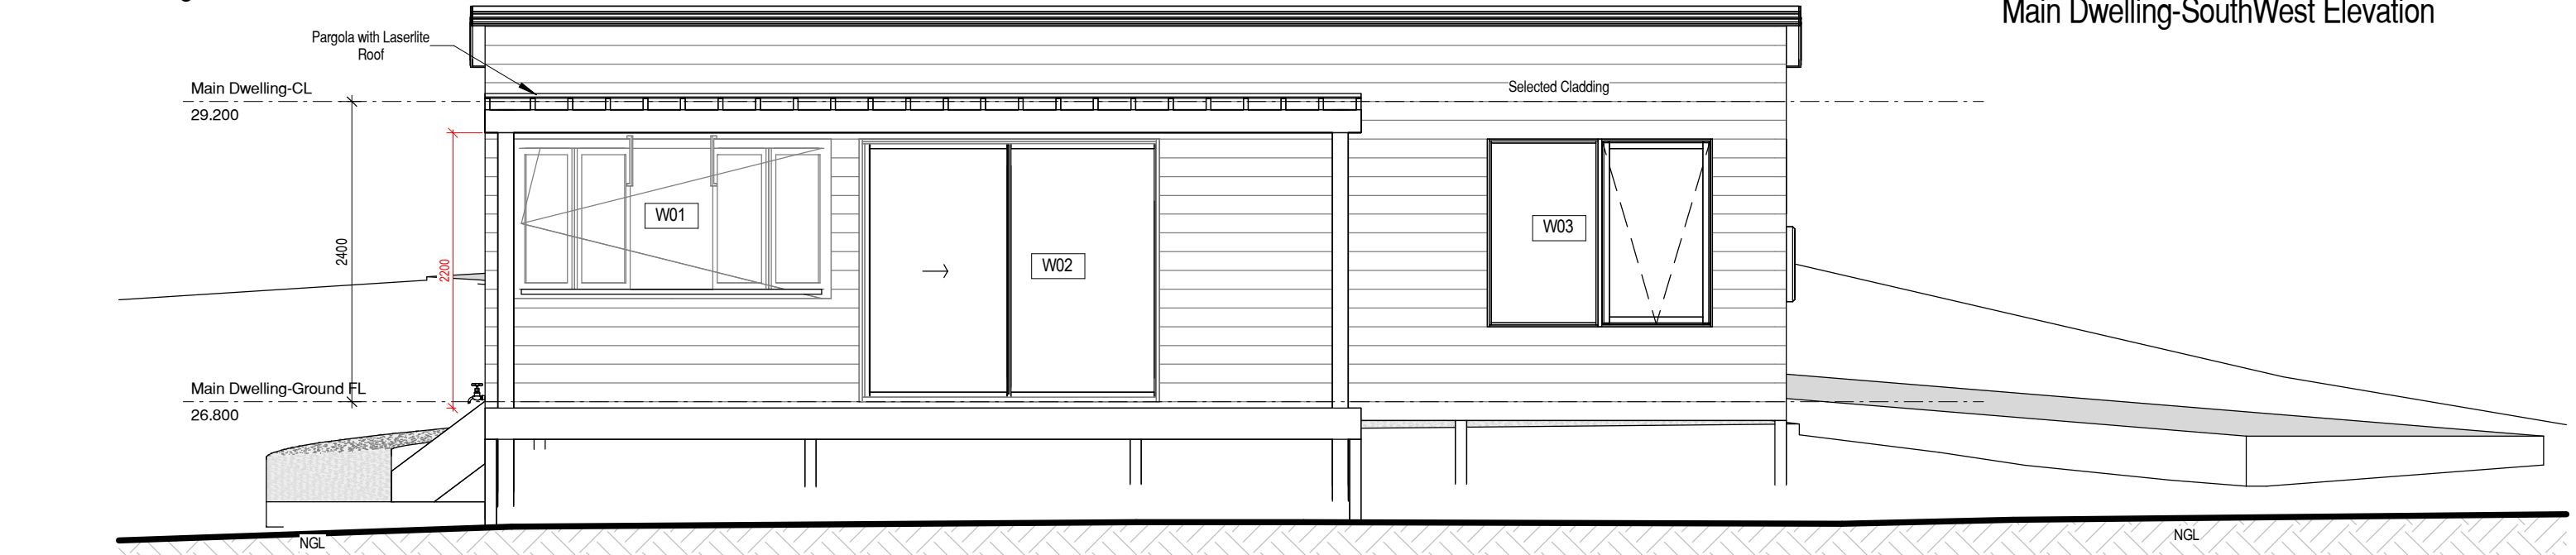 Main Dwelling-SouthWest Elevation
Pargola with Laserlite
Roof
Main Dwelling-CL
29.200
Selected Cladding
W01
W03
2400
2200
W02
Main Dwelling-Ground FL
26.800
NGL
NGL